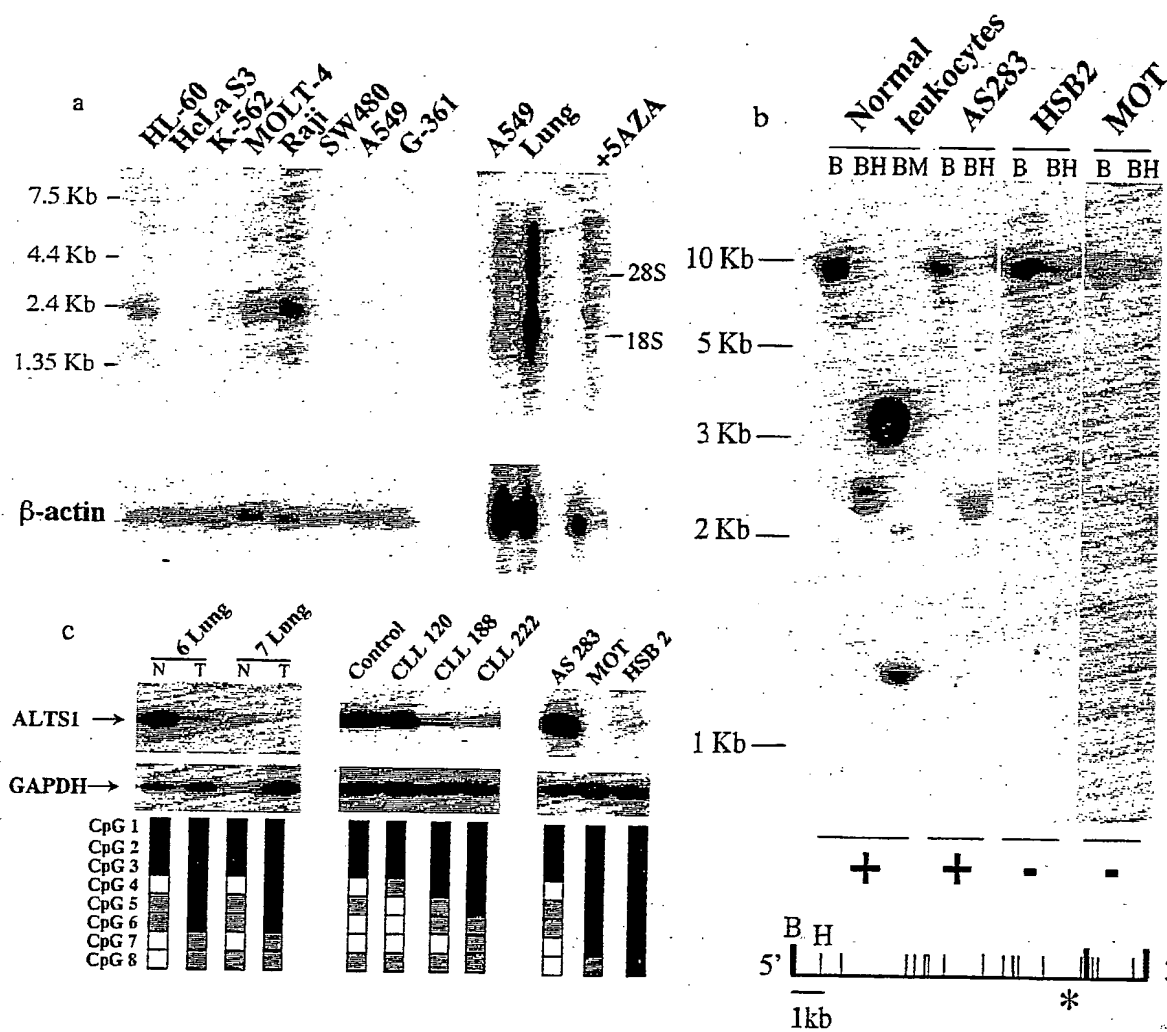 a
HL-60 HeLa S3 K-562 MOLT-4 Raji SW480 A549 G-361
A549 Lung +5AZA
7.5 Kb
4.4 Kb
2.4 Kb
1.35 Kb
28S
18S
β-actin
b
Normal leukocytes AS283 HSB2 MOT
B BH BM B BH B BH B BH
10 Kb
5 Kb
3 Kb
2 Kb
1 Kb
+ + - -
B H
5'
*
1kb
c
6 Lung 7 Lung
N T N T
Control CLL 120 CLL 188 CLL 222
AS 283 MOT HSB 2
ALTS1 →
GAPDH→
CpG 1
CpG 2
CpG 3
CpG 4
CpG 5
CpG 6
CpG 7
CpG 8